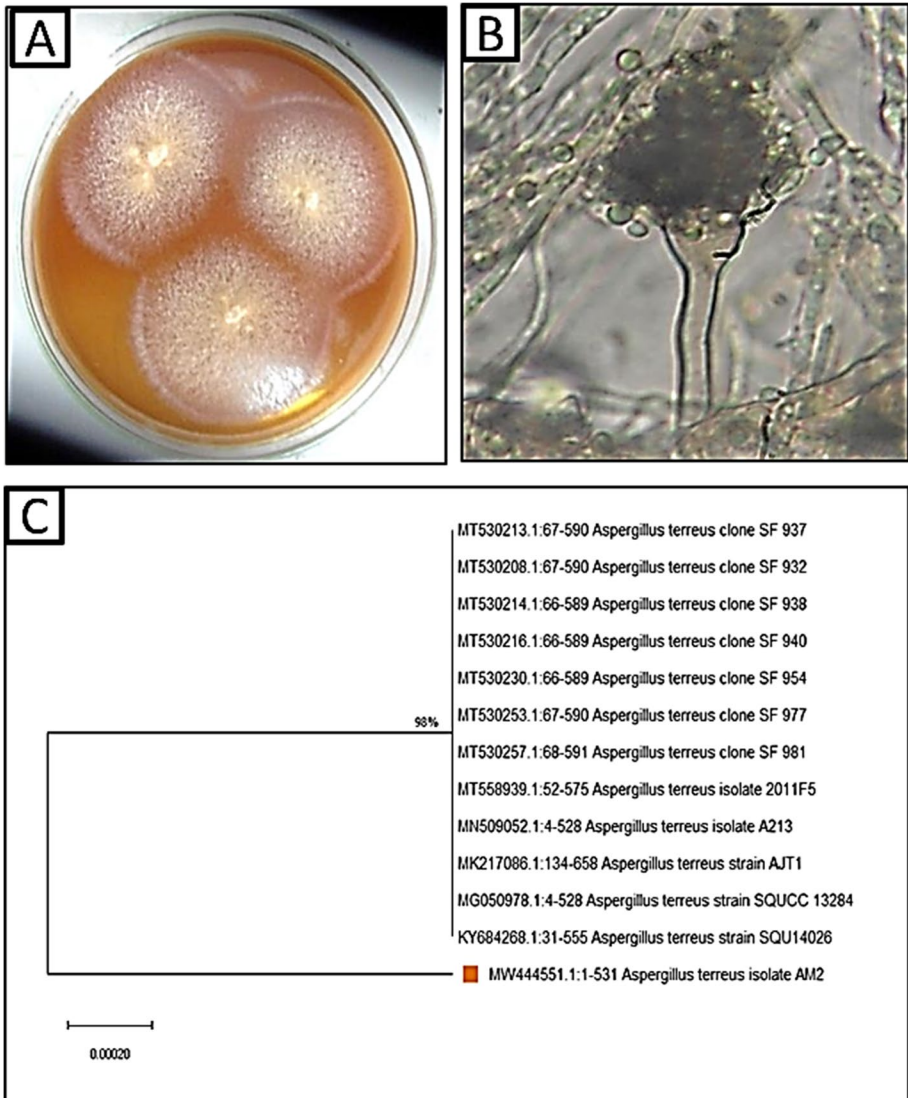 A
B
C
MT530213.1:67-590 Aspergillus terreus clone SF 937
MT530208.1:67-590 Aspergillus terreus clone SF 932
MT530214.1:66-589 Aspergillus terreus clone SF 938
MT530216.1:66-589 Aspergillus terreus clone SF 940
MT530230.1:66-589 Aspergillus terreus clone SF 954
98%
MT530253.1:67-590 Aspergillus terreus clone SF 977
MT530257.1:68-591 Aspergillus terreus clone SF 981
MT558939.1:52-575 Aspergillus terreus isolate 2011F5
MN509052.1:4-528 Aspergillus terreus isolate A213
MK217086.1:134-658 Aspergillus terreus strain AJT1
MG050978.1:4-528 Aspergillus terreus strain SQUCC 13284
KY684268.1:31-555 Aspergillus terreus strain SQU14026
MW444551.1:1-531 Aspergillus terreus isolate AM2
0.00020